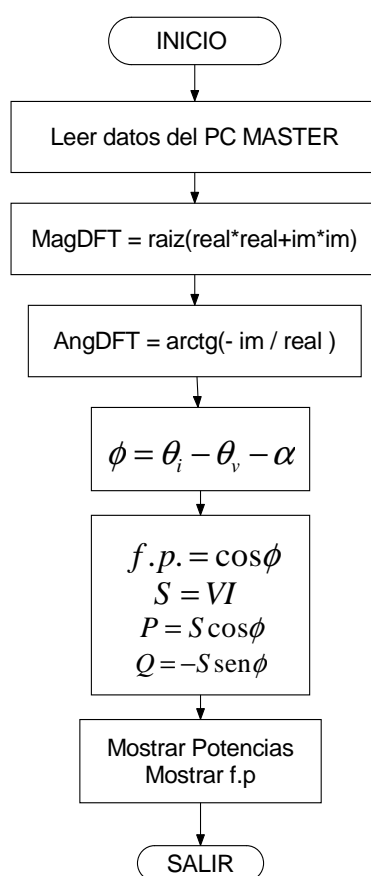 INICIO
Leer datos del PC MASTER
MagDFT = raiz(real*real+im*im)
AngDFT = arctg(- im / real )
ϕ = θi − θv − α
f.p. = cosϕ
S = VI
P = S cosϕ
Q = −S senϕ
Mostrar Potencias
Mostrar f.p
SALIR